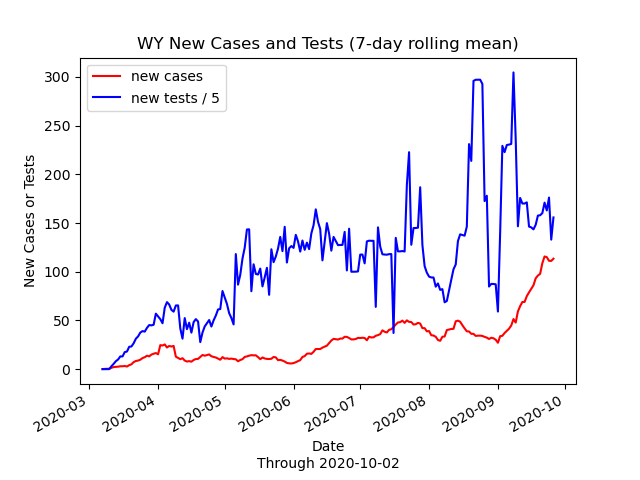 WY New Cases and Tests (7-day rolling mean)
new cases
new tests / 5
300
250
200
150
100
50
0
New Cases or Tests
2020-03
2020-04
2020-05
2020-06
2020-07
2020-08
2020-09
2020-10
Date
Through 2020-10-02